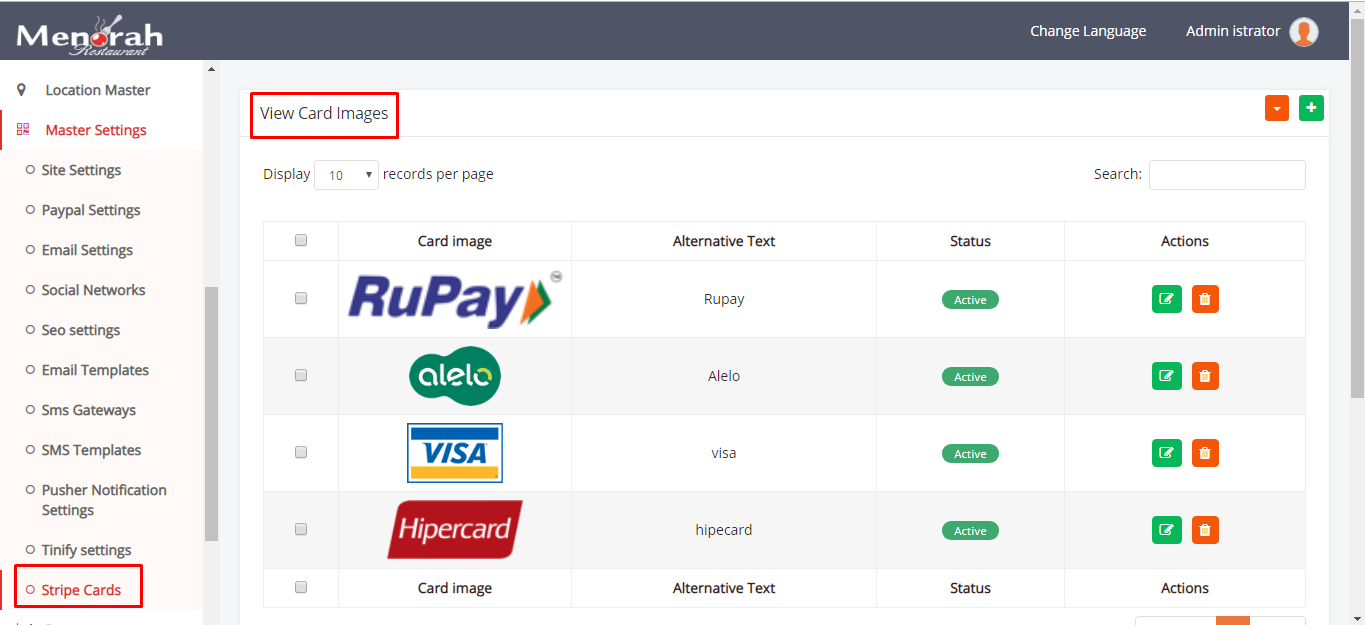 Menorah
Restaurant
Change Language
Admin istrator
Location Master
Master Settings
Site Settings
Paypal Settings
Email Settings
Social Networks
Seo settings
Email Templates
Sms Gateways
SMS Templates
Pusher Notification
Settings
Tinify settings
Stripe Cards
View Card Images
Display 10 records per page
Search:
Card image Alternative Text Status Actions
RuPay Rupay Active
alelo Alelo Active
VISA visa Active
Hipercard hipecard Active
Card image Alternative Text Status Actions